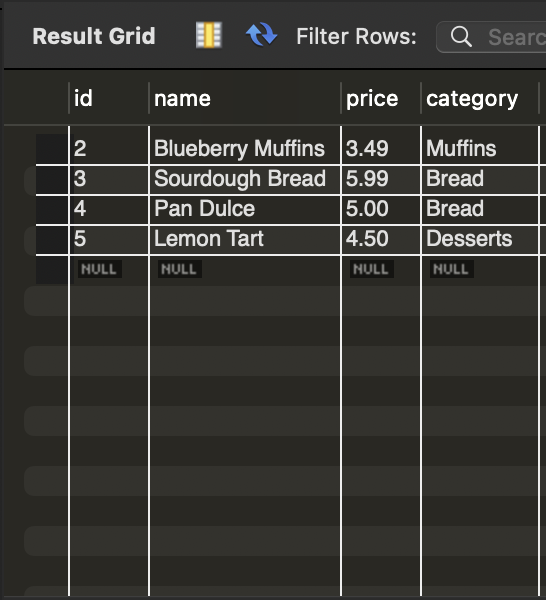 Result Grid Filter Rows: Searc
id name price category
2 Blueberry Muffins 3.49 Muffins
3 Sourdough Bread 5.99 Bread
4 Pan Dulce 5.00 Bread
5 Lemon Tart 4.50 Desserts
NULL NULL NULL NULL